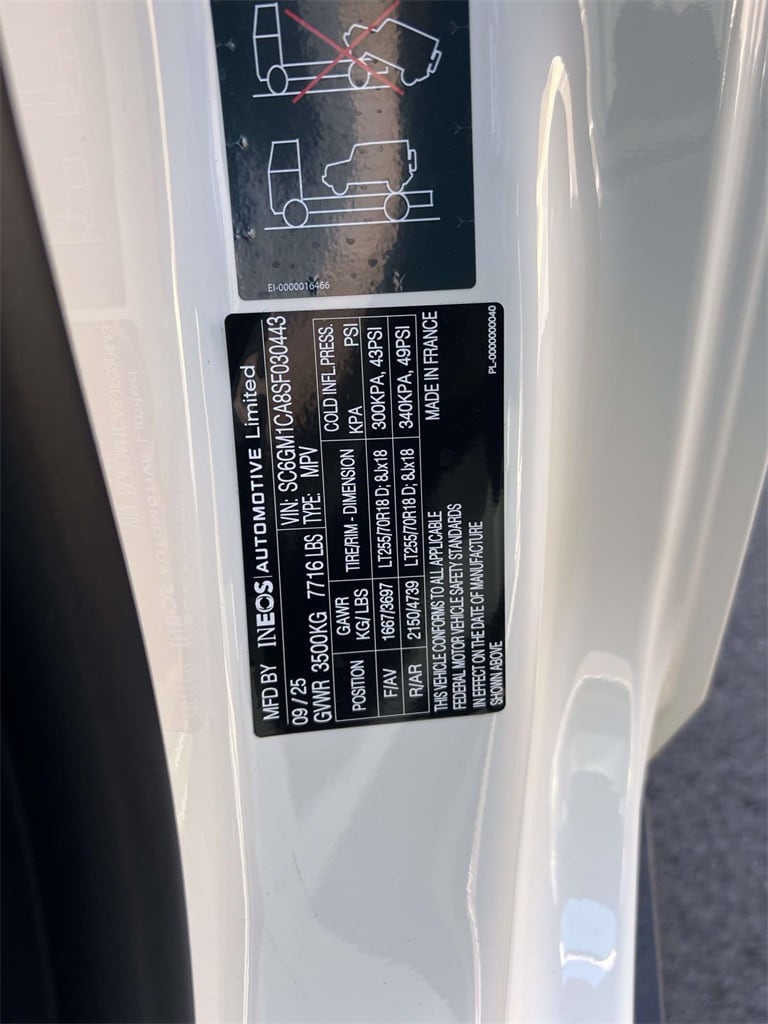 EI-0000016466
MFD BY INEOS AUTOMOTIVE Limited
09 / 25 VIN: SC6GM1CA8SF030443
GVWR 3500KG 7716 LBS TYPE: MPV
POSITION GAWR KG/ LBS TIRE/RIM - DIMENSION COLD INFL.PRESS. KPA PSI
F/AV 1667/3697 LT255/70R18 D; 8Jx18 300KPA, 43PSI
R/AR 2150/4739 LT255/70R18 D; 8Jx18 340KPA, 49PSI
THIS VEHICLE CONFORMS TO ALL APPLICABLE
FEDERAL MOTOR VEHICLE SAFETY STANDARDS
IN EFFECT ON THE DATE OF MANUFACTURE
SHOWN ABOVE
MADE IN FRANCE
PL-0000000040